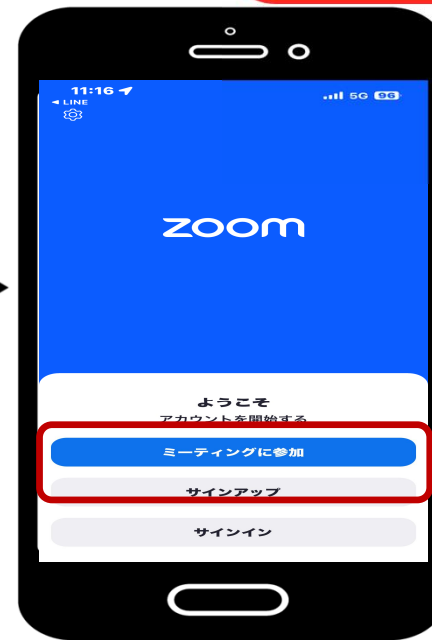 11:16
5G 96
◀ LINE
zoom
ようこそ
アカウントを開始する
ミーティングに参加
サインアップ
サインイン